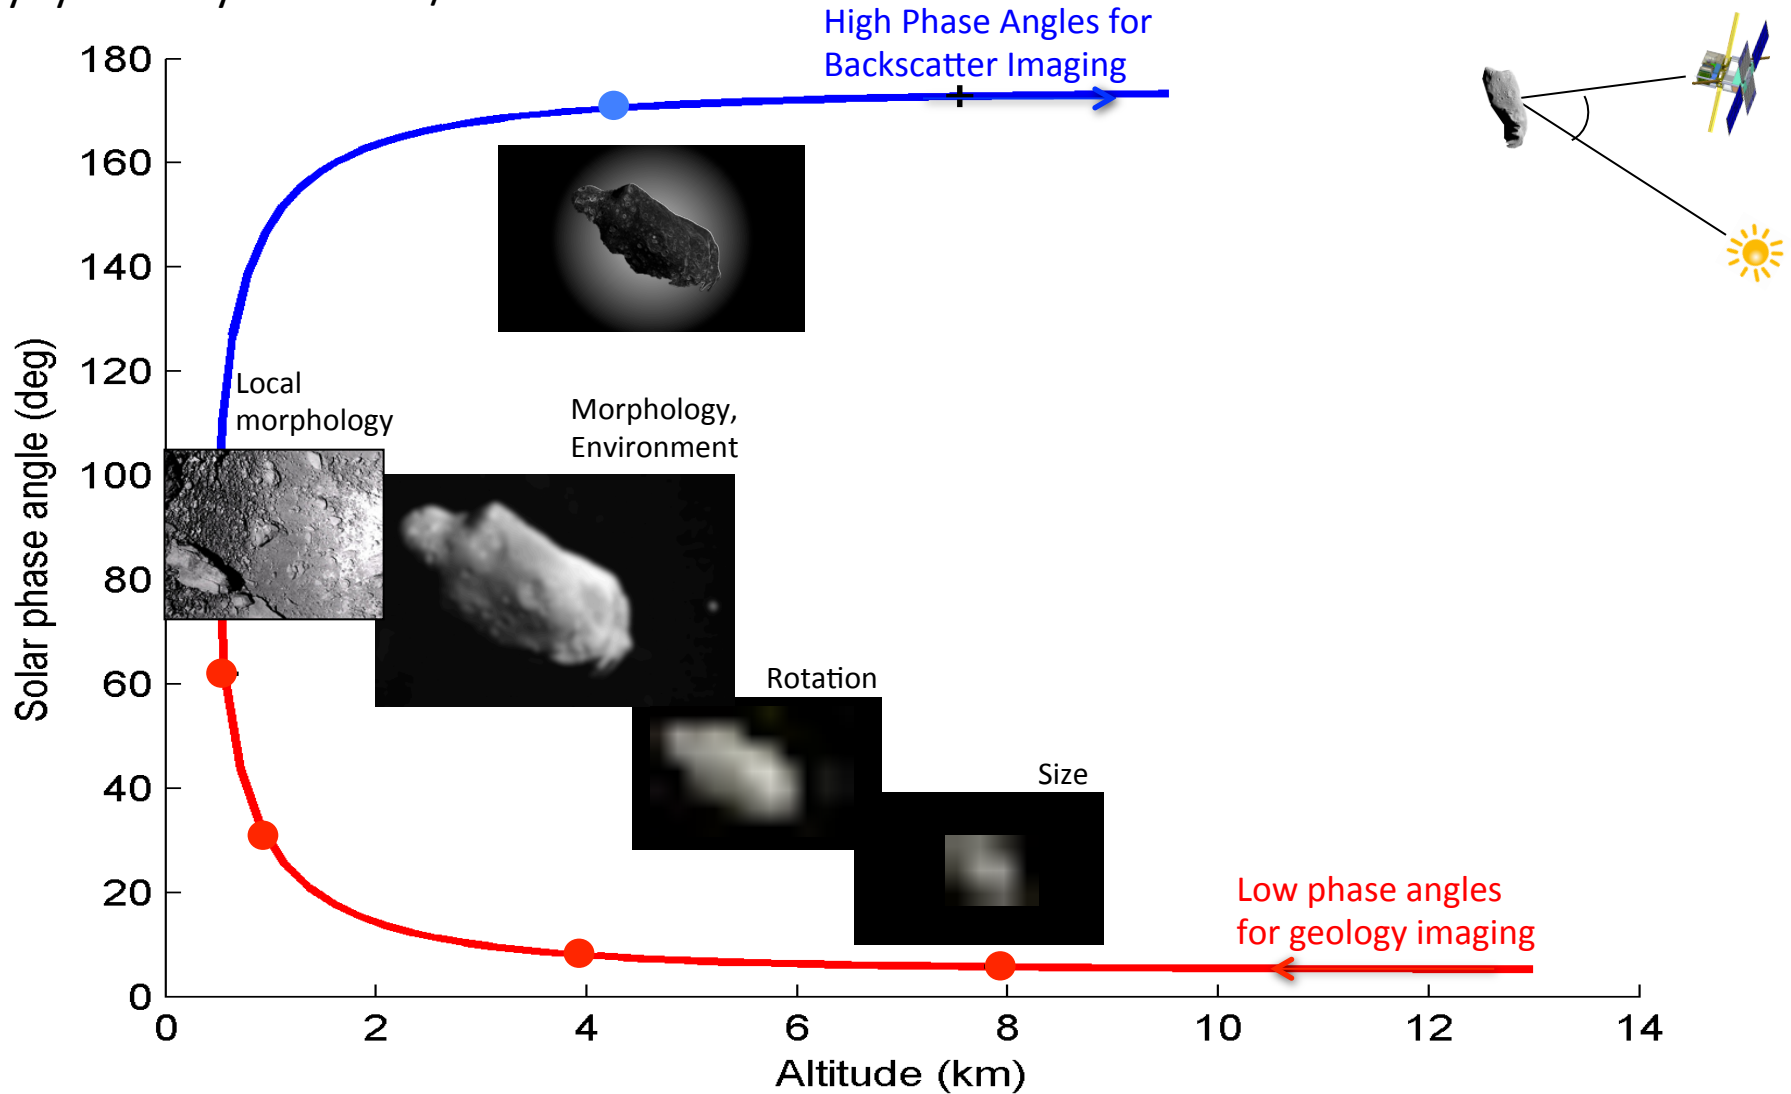 High Phase Angles for
Backscatter Imaging
180
160
140
120
100
80
60
40
20
0
Solar phase angle (deg)
Local
morphology
Morphology,
Environment
Rotation
Size
Low phase angles
for geology imaging
0 2 4 6 8 10 12 14
Altitude (km)